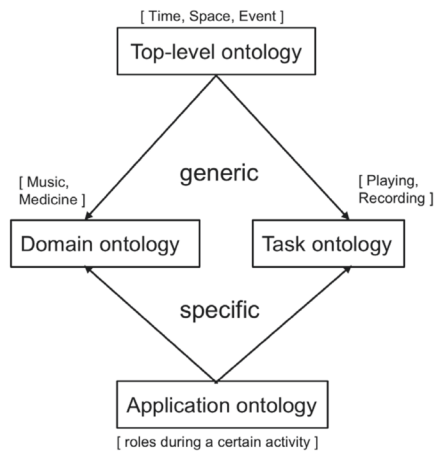 [ Time, Space, Event ]
Top-level ontology
generic
[ Music,
Medicine ]
[ Playing,
Recording ]
Domain ontology
Task ontology
specific
Application ontology
[ roles during a certain activity ]